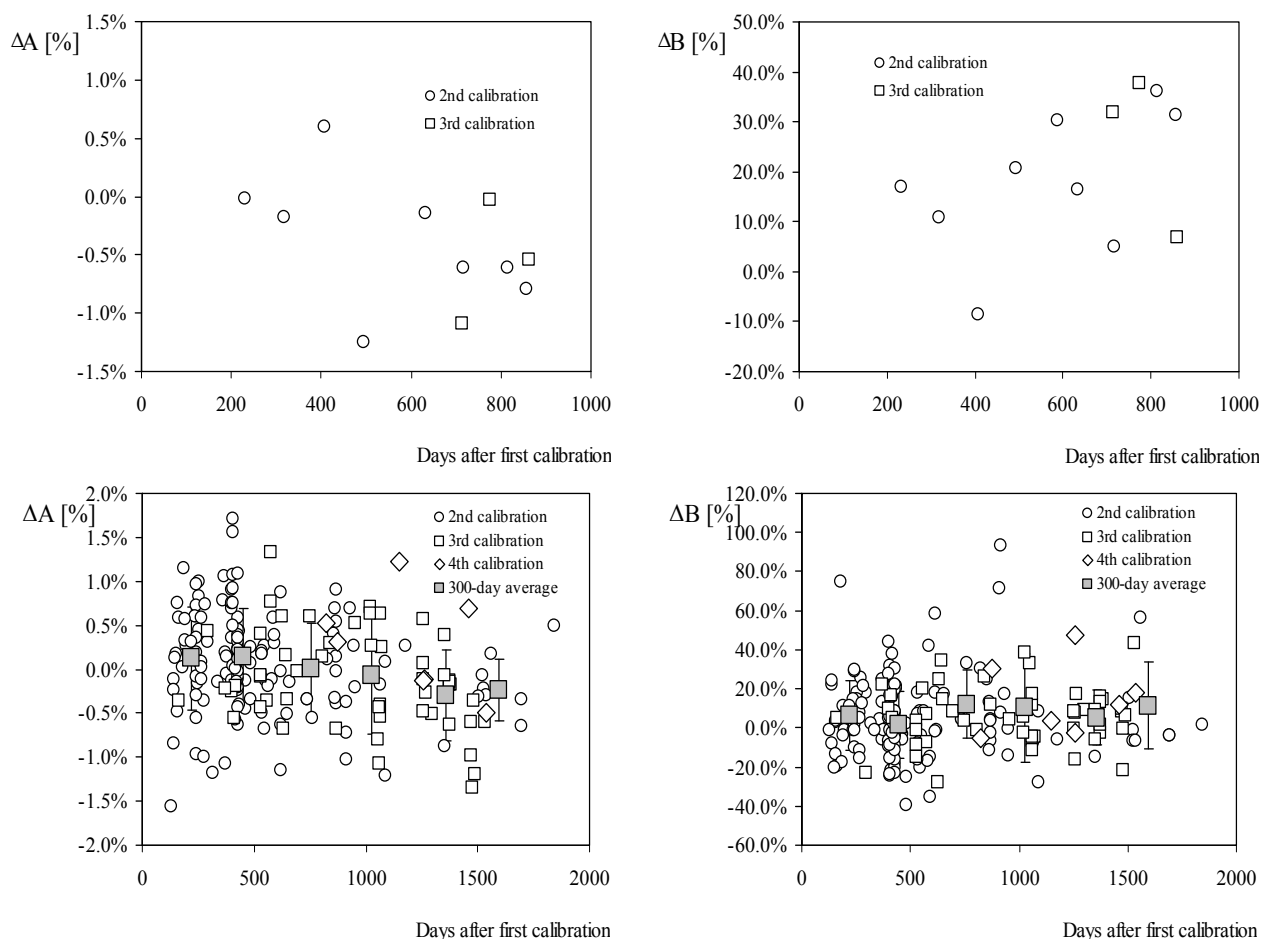 ΔA [%]
1.5%
1.0%
0.5%
0.0%
-0.5%
-1.0%
-1.5%
2nd calibration
3rd calibration
0 200 400 600 800 1000
Days after first calibration
ΔB [%]
50.0%
40.0%
30.0%
20.0%
10.0%
0.0%
-10.0%
-20.0%
2nd calibration
3rd calibration
0 200 400 600 800 1000
Days after first calibration
ΔA [%]
2.0%
1.5%
1.0%
0.5%
0.0%
-0.5%
-1.0%
-1.5%
-2.0%
2nd calibration
3rd calibration
4th calibration
300-day average
0 500 1000 1500 2000
Days after first calibration
ΔB [%]
120.0%
100.0%
80.0%
60.0%
40.0%
20.0%
0.0%
-20.0%
-40.0%
-60.0%
2nd calibration
3rd calibration
4th calibration
300-day average
0 500 1000 1500 2000
Days after first calibration